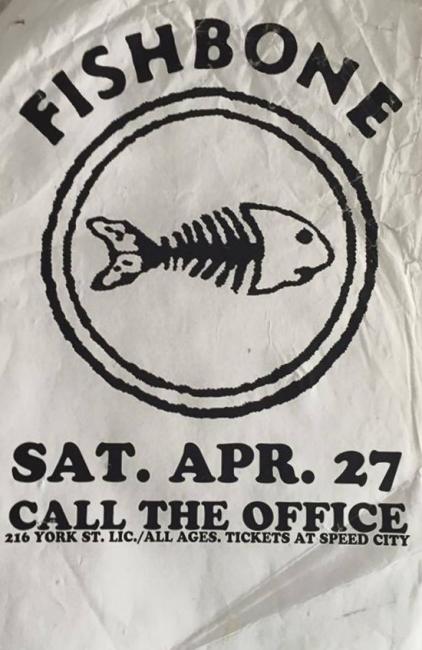 FISHBONE
SAT. APR. 27
CALL THE OFFICE
216 YORK ST. LIC./ALL AGES. TICKETS AT SPEED CITY